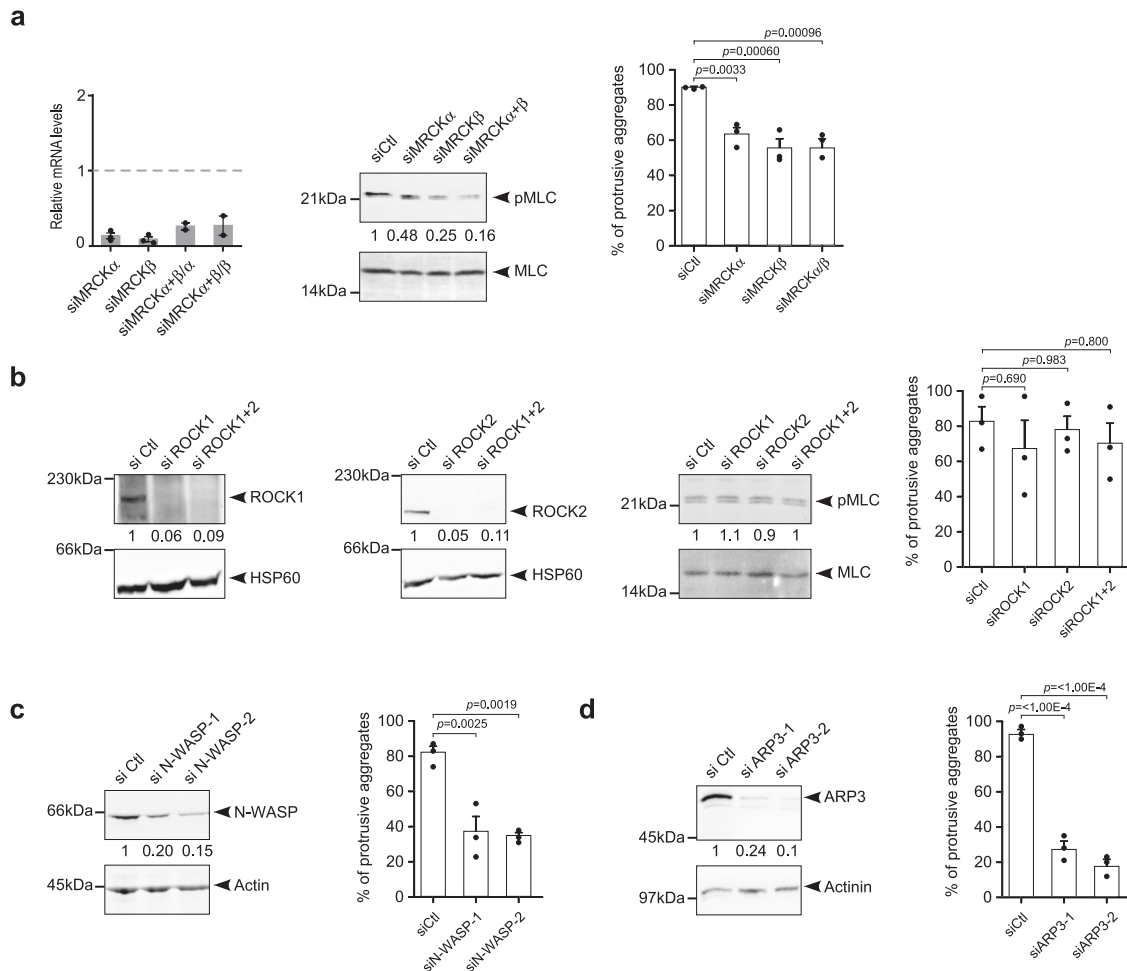 a
2
1
0
Relative mRNA levels
siMRCKα
siMRCKβ
siMRCKα+β/α
siMRCKα+β/β
siCtl
siMRCKα
siMRCKβ
siMRCKα+β
21kDa
pMLC
1 0.48 0.25 0.16
MLC
14kDa
p=0.00096
p=0.00060
p=0.0033
100
80
60
40
20
0
% of protrusive aggregates
siCtl
siMRCKα
siMRCKβ
siMRCKα/β
b
si Ctl
si ROCK1
si ROCK1+2
230kDa
ROCK1
1 0.06 0.09
66kDa
HSP60
si Ctl
si ROCK2
si ROCK1+2
230kDa
ROCK2
1 0.05 0.11
66kDa
HSP60
si Ctl
si ROCK1
si ROCK2
si ROCK1+2
21kDa
pMLC
1 1.1 0.9 1
MLC
14kDa
p=0.800
p=0.983
p=0.690
100
80
60
40
20
0
% of protrusive aggregates
siCtl
siROCK1
siROCK2
siROCK1+2
c
si Ctl
si N-WASP-1
si N-WASP-2
66kDa
N-WASP
1 0.20 0.15
45kDa
Actin
p=0.0019
p=0.0025
100
80
60
40
20
0
% of protrusive aggregates
siCtl
siN-WASP-1
siN-WASP-2
d
si Ctl
si ARP3-1
si ARP3-2
ARP3
45kDa
1 0.24 0.1
Actinin
97kDa
p=<1.00E-4
p=<1.00E-4
100
80
60
40
20
0
% of protrusive aggregates
siCtl
siARP3-1
siARP3-2